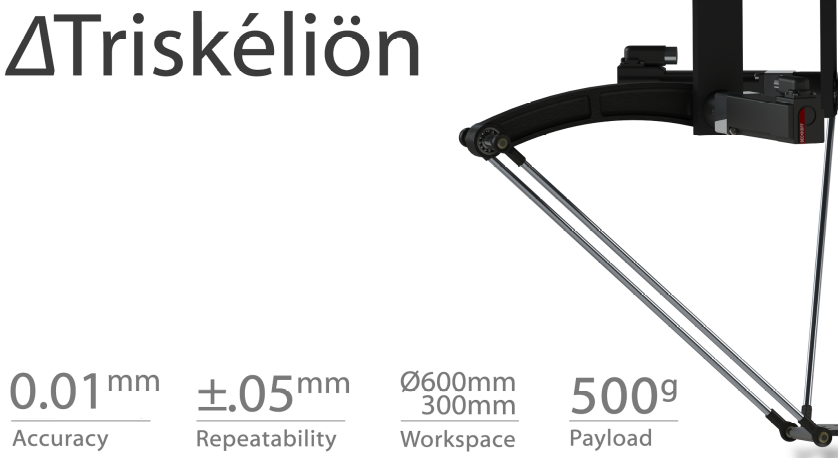 ΔTriskéliön
0.01mm
Accuracy
±.05mm
Repeatability
Ø600mm
300mm
Workspace
500g
Payload